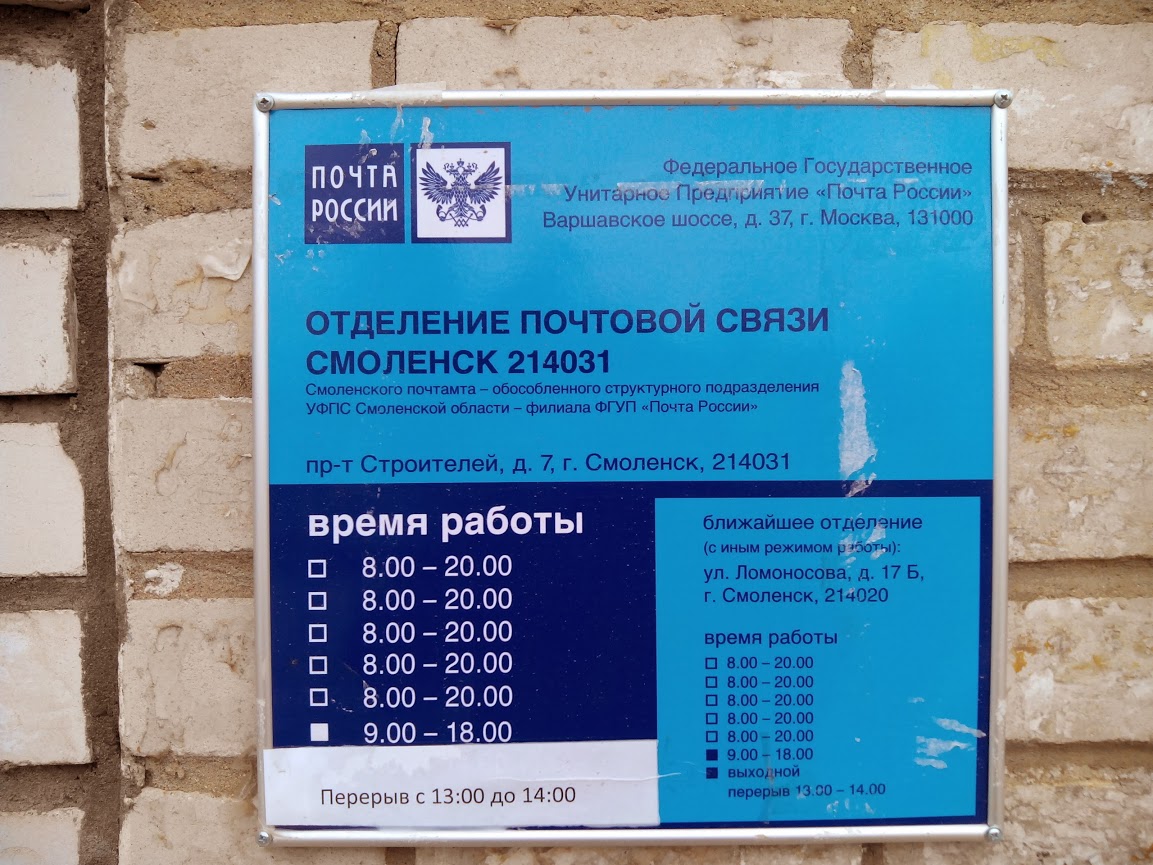 ПОЧТА
РОССИИ
Федеральное Государственное
Унитарное Предприятие «Почта России»
Варшавское шоссе, д. 37, г. Москва, 131000
ОТДЕЛЕНИЕ ПОЧТОВОЙ СВЯЗИ
СМОЛЕНСК 214031
Смоленского почтамта – обособленного структурного подразделения
УФПС Смоленской области – филиала ФГУП «Почта России»
пр-т Строителей, д. 7, г. Смоленск, 214031
время работы
8.00 – 20.00
8.00 – 20.00
8.00 – 20.00
8.00 – 20.00
8.00 – 20.00
9.00 – 18.00
Перерыв с 13:00 до 14:00
ближайшее отделение
(с иным режимом работы):
ул. Ломоносова, д. 17 Б,
г. Смоленск, 214020
время работы
8.00 – 20.00
8.00 – 20.00
8.00 – 20.00
8.00 – 20.00
8.00 – 20.00
9.00 – 18.00
выходной
перерыв 13.00 – 14.00